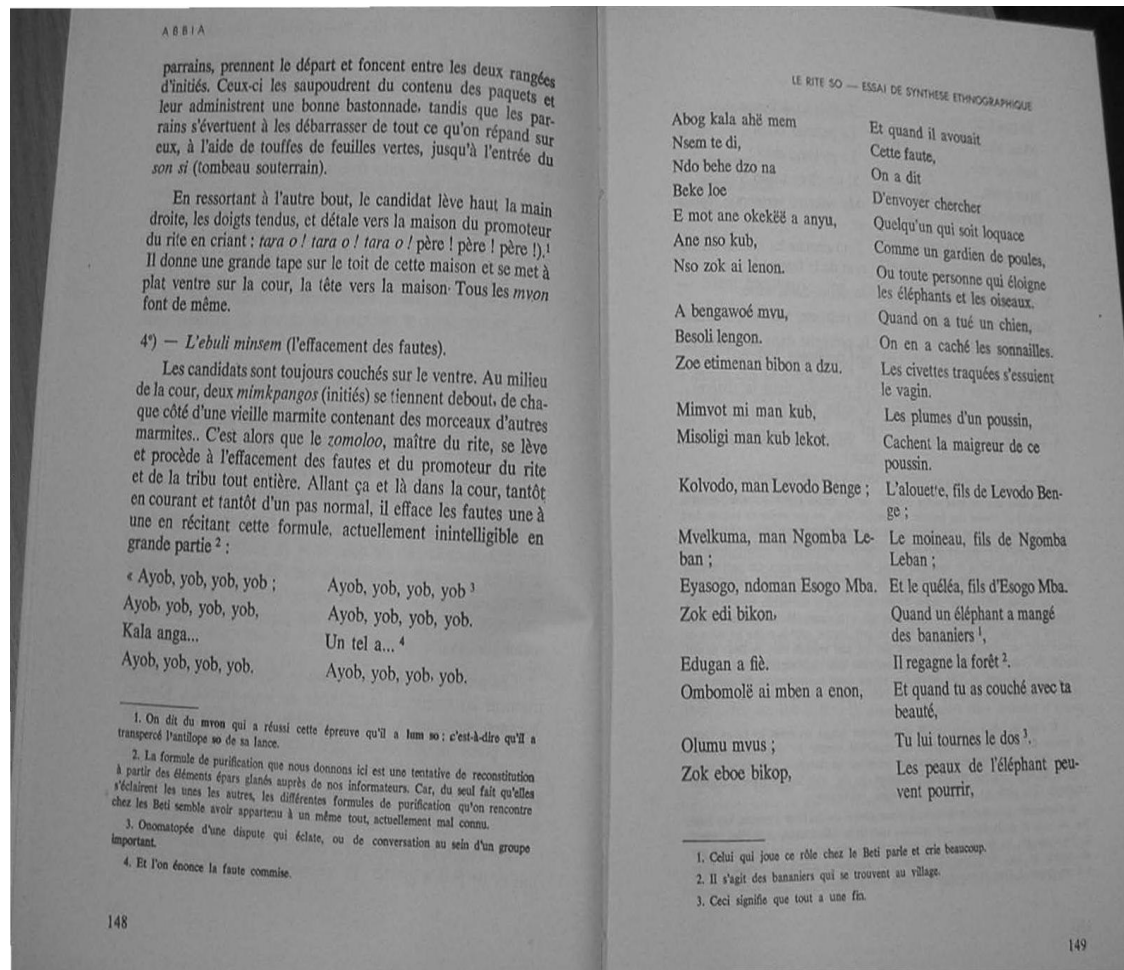 ABBIA
parrains, prennent le départ et foncent entre les deux rangées
d'initiés. Ceux-ci les saupoudrent du contenu des paquets et
leur administrent une bonne bastonnade, tandis que les par-
rains s'évertuent à les débarrasser de tout ce qu'on répand sur
eux, à l'aide de touffes de feuilles vertes, jusqu'à l'entrée du
son si (tombeau souterrain).
En ressortant à l'autre bout, le candidat lève haut la main
droite, les doigts tendus, et détale vers la maison du promoteur
du rite en criant : tara o ! tara o ! tara o ! père ! père ! père !).1
Il donne une grande tape sur le toit de cette maison et se met à
plat ventre sur la cour, la tête vers la maison. Tous les mvon
font de même.
4e) — L'ebuli minsem (l'effacement des fautes).
Les candidats sont toujours couchés sur le ventre. Au milieu
de la cour, deux mimkpangos (initiés) se tiennent debout, de cha-
que côté d'une vieille marmite contenant des morceaux d'autres
marmites.. C'est alors que le zomoloo, maître du rite, se lève
et procède à l'effacement des fautes et du promoteur du rite
et de la tribu tout entière. Allant ça et là dans la cour, tantôt
en courant et tantôt d'un pas normal, il efface les fautes une à
une en récitant cette formule, actuellement inintelligible en
grande partie 2 :
« Ayob, yob, yob, yob ; Ayob, yob, yob, yob 3
Ayob, yob, yob, yob, Ayob, yob, yob, yob.
Kala anga... Un tel a... 4
Ayob, yob, yob, yob. Ayob, yob, yob, yob.
1. On dit du mvon qui a réussi cette épreuve qu'il a lum so ; c'est-à-dire qu'il a
transpercé l'antilope so de sa lance.
2. La formule de purification que nous donnons ici est une tentative de reconstitution
à partir des éléments épars glanés auprès de nos informateurs. Car, du seul fait qu'elles
s'éclairent les unes les autres, les différentes formules de purification qu'on rencontre
chez les Beti semble avoir appartenu à un même tout, actuellement mal connu.
3. Onomatopée d'une dispute qui éclate, ou de conversation au sein d'un groupe
important.
4. Et l'on énonce la faute commise.
148
LE RITE SO — ESSAI DE SYNTHESE ETHNOGRAPHIQUE
Abog kala ahë mem Et quand il avouait
Nsem te di, Cette faute,
Ndo behe dzo na On a dit
Beke loe D'envoyer chercher
E mot ane okekëë a anyu, Quelqu'un qui soit loquace
Ane nso kub, Comme un gardien de poules,
Nso zok ai lenon. Ou toute personne qui éloigne
les éléphants et les oiseaux.
A bengawoé mvu, Quand on a tué un chien,
Besoli lengon. On en a caché les sonnailles.
Zoe etimenan bibon a dzu. Les civettes traquées s'essuient
le vagin.
Mimvot mi man kub, Les plumes d'un poussin,
Misoligi man kub lekot. Cachent la maigreur de ce
poussin.
Kolvodo, man Levodo Benge ; L'alouette, fils de Levodo Ben-
ge ;
Mvelkuma, man Ngomba Le- Le moineau, fils de Ngomba
ban ; Leban ;
Eyasogo, ndoman Esogo Mba. Et le quéléa, fils d'Esogo Mba.
Zok edi bikon, Quand un éléphant a mangé
des bananiers 1,
Edugan a fiè. Il regagne la forêt 2.
Ombomolë ai mben a enon, Et quand tu as couché avec ta
beauté,
Olumu mvus ; Tu lui tournes le dos 3.
Zok eboe bikop, Les peaux de l'éléphant peu-
vent pourrir,
1. Celui qui joue ce rôle chez le Beti parle et crie beaucoup.
2. Il s'agit des bananiers qui se trouvent au village.
3. Ceci signifie que tout a une fin.
149